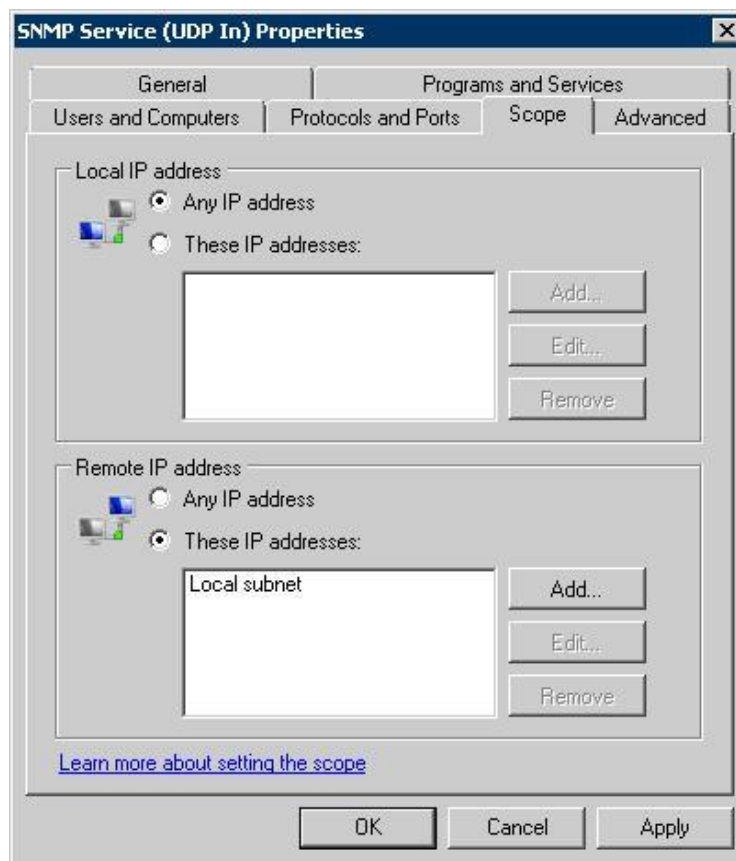 SNMP Service (UDP In) Properties
General
Programs and Services
Users and Computers
Protocols and Ports
Scope
Advanced
Local IP address
Any IP address
These IP addresses:
Add...
Edit...
Remove
Remote IP address
Any IP address
These IP addresses:
Local subnet
Add...
Edit...
Remove
Learn more about setting the scope
OK
Cancel
Apply